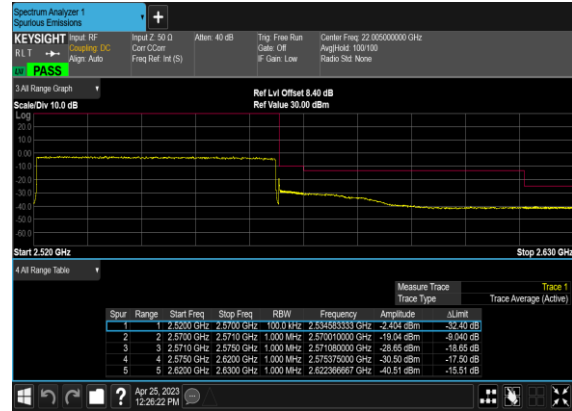 Spectrum Analyzer 1
Spurious Emissions
+
KEYSIGHT Input: RF Input Z: 50 Ω Atten: 40 dB Trig: Free Run Center Freq: 22.005000000 GHz
RLT Coupling: DC Corr CCorr Gate: Off Avg|Hold: 100/100
Align: Auto Freq Ref: Int (S) IF Gain: Low Radio Std: None
PASS
3 All Range Graph
Ref Lvl Offset 8.40 dB
Scale/Div 10.0 dB Ref Value 30.00 dBm
Log
20.0
10.0
0.00
-10.0
-20.0
-30.0
-40.0
-50.0
-60.0
Start 2.520 GHz Stop 2.630 GHz
4 All Range Table
Measure Trace Trace 1
Trace Type Trace Average (Active)
Spur Range Start Freq Stop Freq RBW Frequency Amplitude ΔLimit
1 1 2.5200 GHz 2.5700 GHz 100.0 kHz 2.534583333 GHz -2.404 dBm -32.40 dB
2 2 2.5700 GHz 2.5710 GHz 1.000 MHz 2.570010000 GHz -19.04 dBm -9.040 dB
3 3 2.5710 GHz 2.5750 GHz 1.000 MHz 2.571080000 GHz -28.65 dBm -18.65 dB
4 4 2.5750 GHz 2.6200 GHz 1.000 MHz 2.575375000 GHz -30.50 dBm -17.50 dB
5 5 2.6200 GHz 2.6300 GHz 1.000 MHz 2.622366667 GHz -40.51 dBm -15.51 dB
? Apr 25, 2023
12:26:22 PM